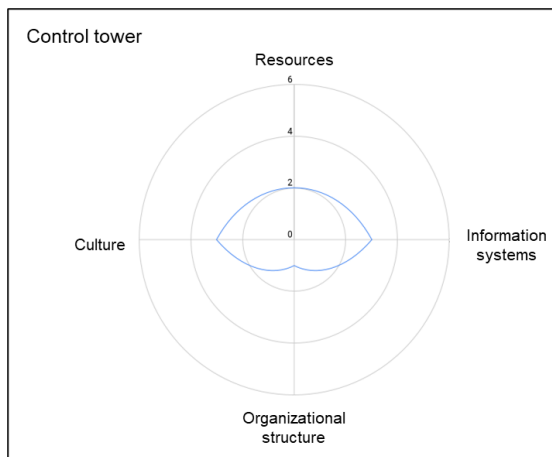 Control tower
Resources
6
4
2
0
Culture
Information
systems
Organizational
structure